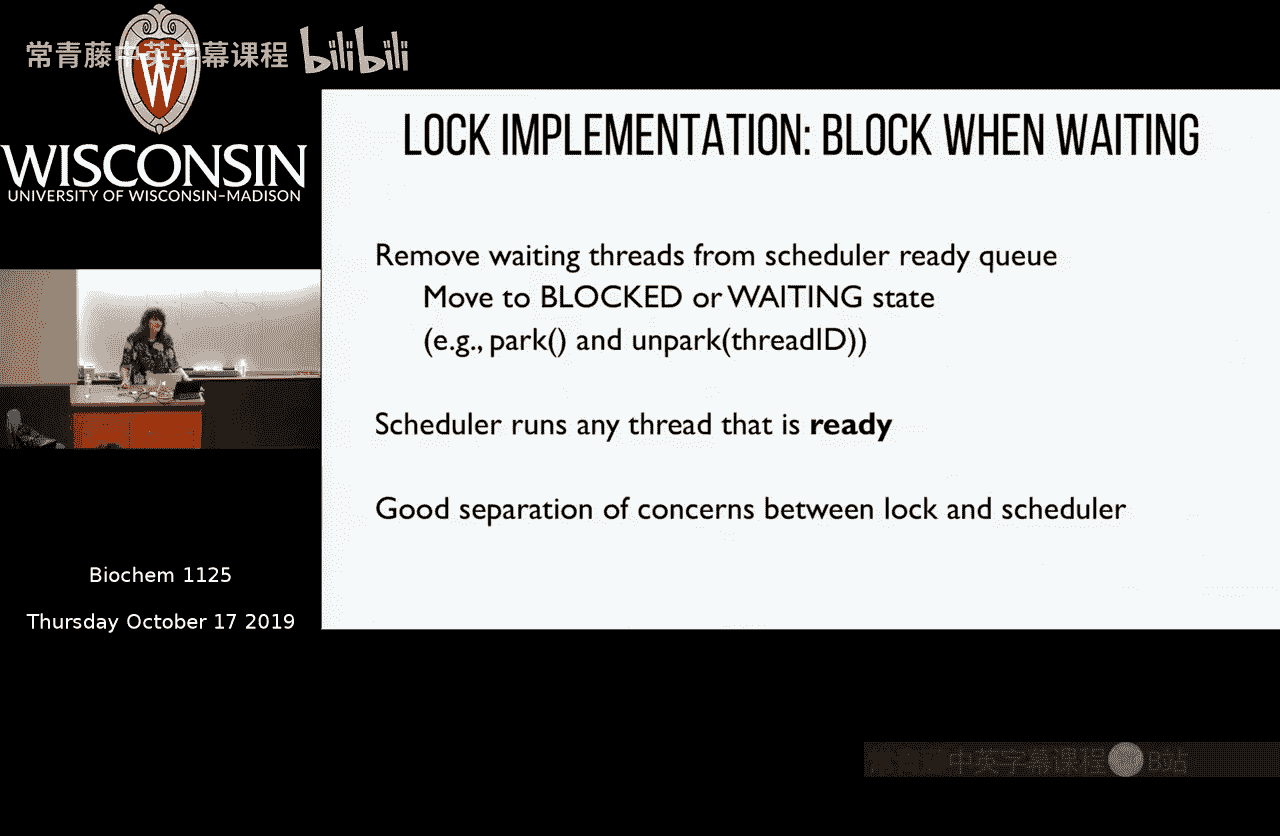 常青藤中英字幕课程 bilibili
W
WISCONSIN
UNIVERSITY OF WISCONSIN-MADISON
LOCK IMPLEMENTATION: BLOCK WHEN WAITING
Remove waiting threads from scheduler ready queue
Move to BLOCKED or WAITING state
(e.g., park() and unpark(threadID))
Scheduler runs any thread that is ready
Good separation of concerns between lock and scheduler
Biochem 1125
Thursday October 17 2019
中英字幕课程 B站